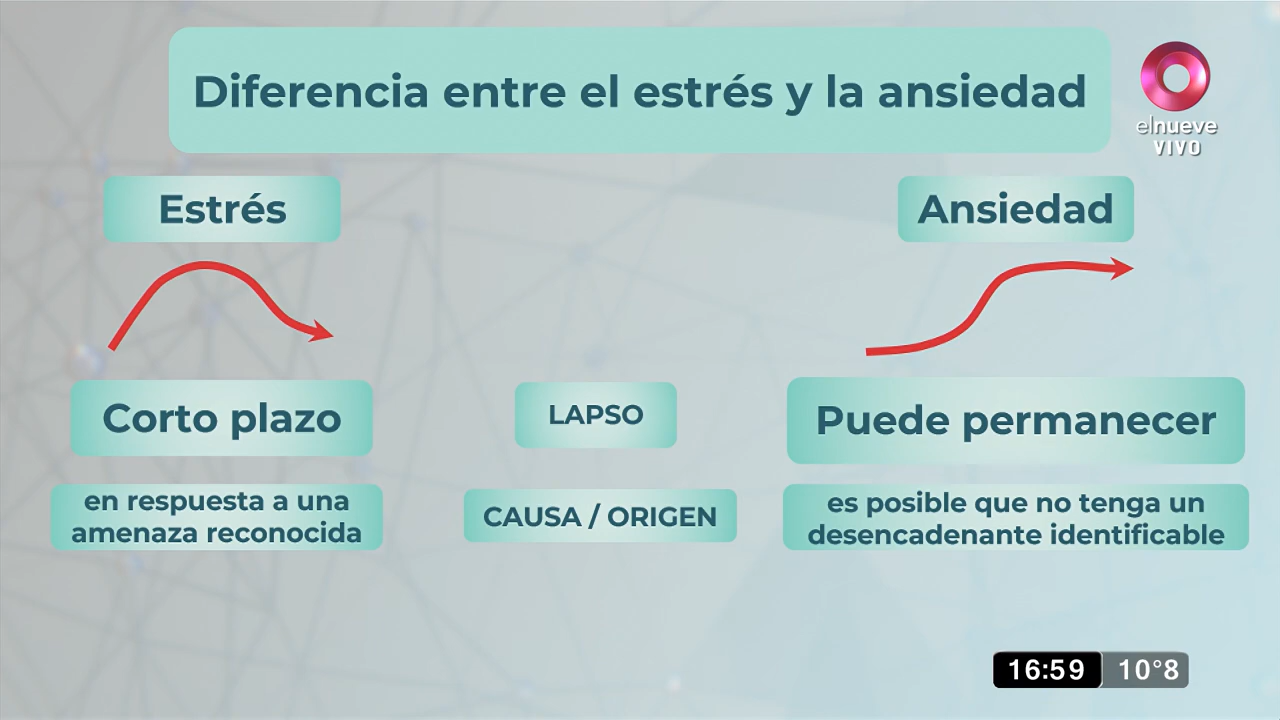 Diferencia entre el estrés y la ansiedad
elnueve
VIVO
Estrés
Ansiedad
Corto plazo
LAPSO
Puede permanecer
en respuesta a una
amenaza reconocida
CAUSA / ORIGEN
es posible que no tenga un
desencadenante identificable
16:59 10°8